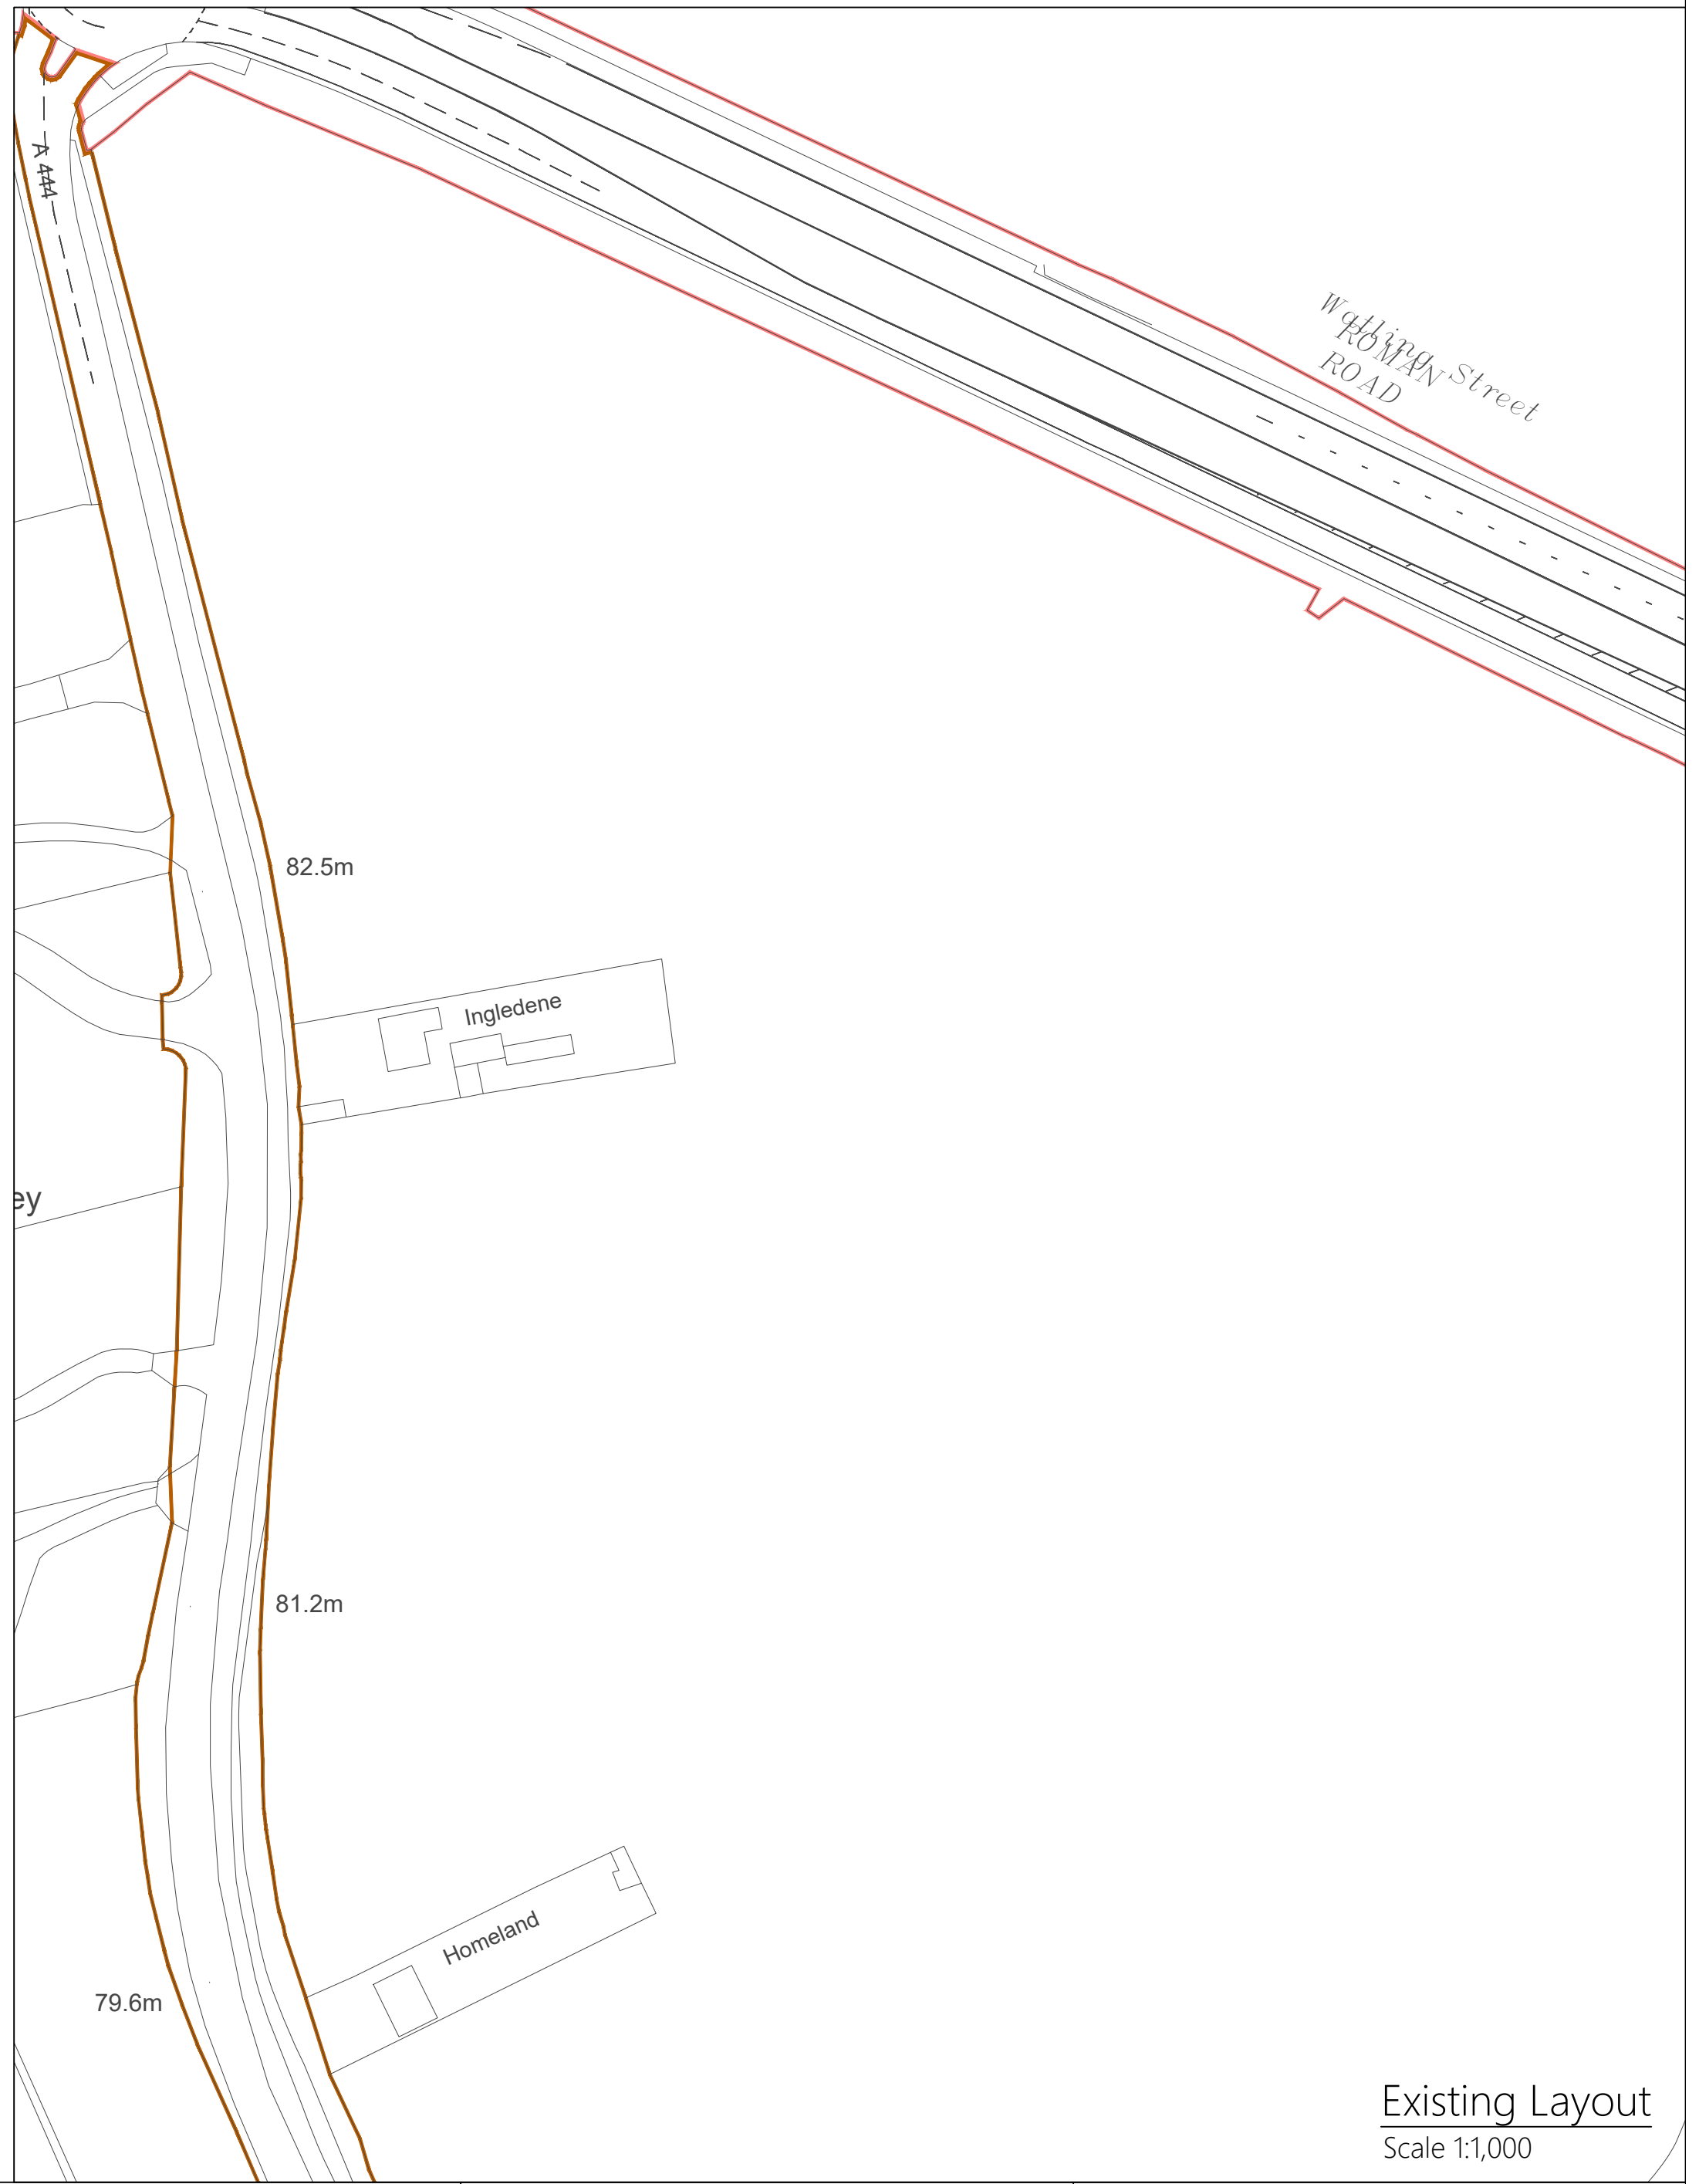 A 444
Watling Street
ROMAN
ROAD
82.5m
Ingledene
ey
81.2m
Homeland
79.6m
Existing Layout
Scale 1:1,000